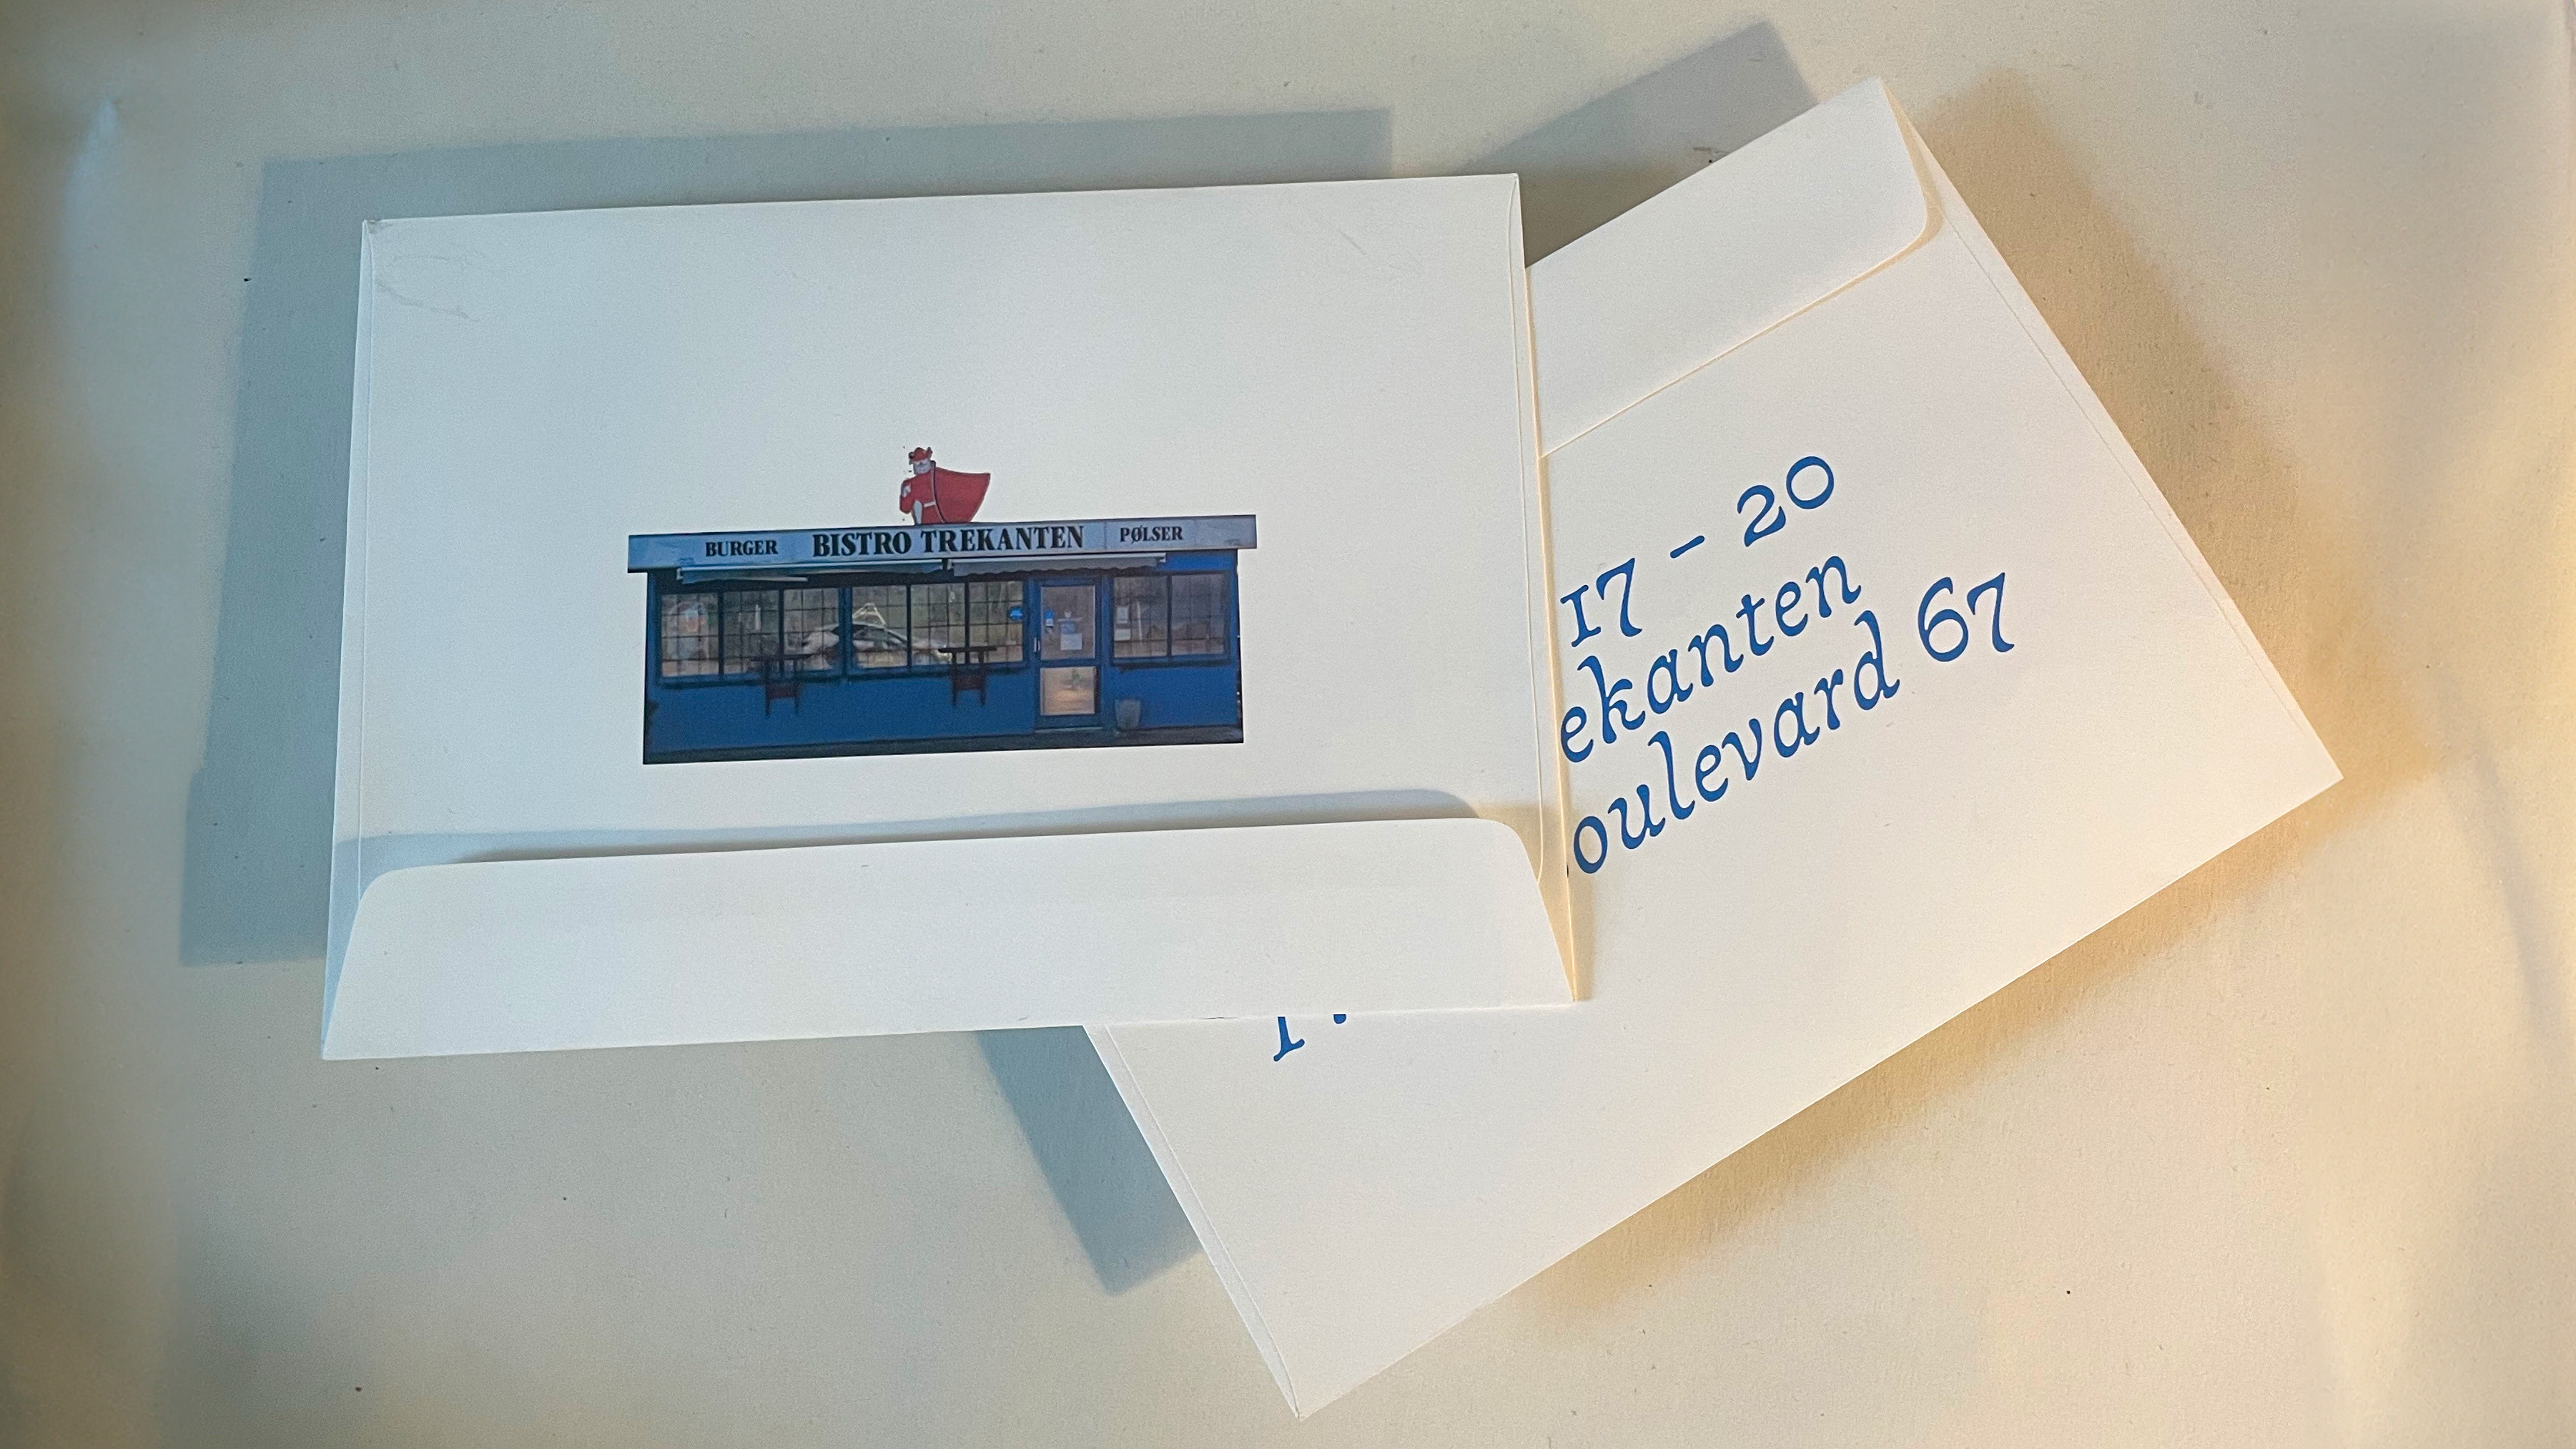 BURGER BISTRO TREKANTEN PØLSER
17 – 20
ekanten
oulevard 67